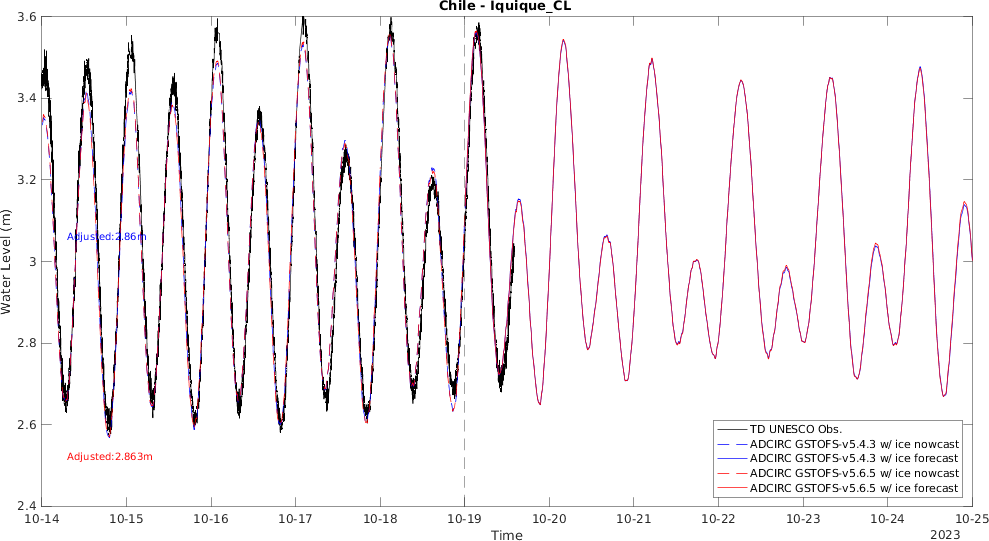 Chile - Iquique_CL
3.6
3.4
3.2
3
2.8
2.6
2.4
Water Level (m)
Adjusted:2.86m
Adjusted:2.863m
TD UNESCO Obs.
ADCIRC GSTOFS-v5.4.3 w/ ice nowcast
ADCIRC GSTOFS-v5.4.3 w/ ice forecast
ADCIRC GSTOFS-v5.6.5 w/ ice nowcast
ADCIRC GSTOFS-v5.6.5 w/ ice forecast
10-14 10-15 10-16 10-17 10-18 10-19 10-20 10-21 10-22 10-23 10-24 10-25
Time
2023